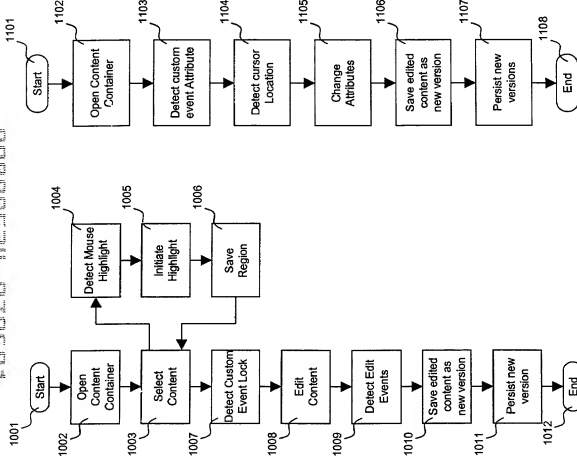 1001
Start
1002
Open
Content
Container
1003
Select
Content
1004
Detect Mouse
Highlight
1005
Initiate
Highlight
1006
Save
Region
1007
Detect Custom
Event Lock
1008
Edit
Content
1009
Detect Edit
Events
1010
Save edited
content as
new version
1011
Persist new
version
1012
End
1101
Start
1102
Open Content
Container
1103
Detect custom
event Attribute
1104
Detect cursor
Location
1105
Change
Attributes
1106
Save edited
content as
new version
1107
Persist new
versions
1108
End